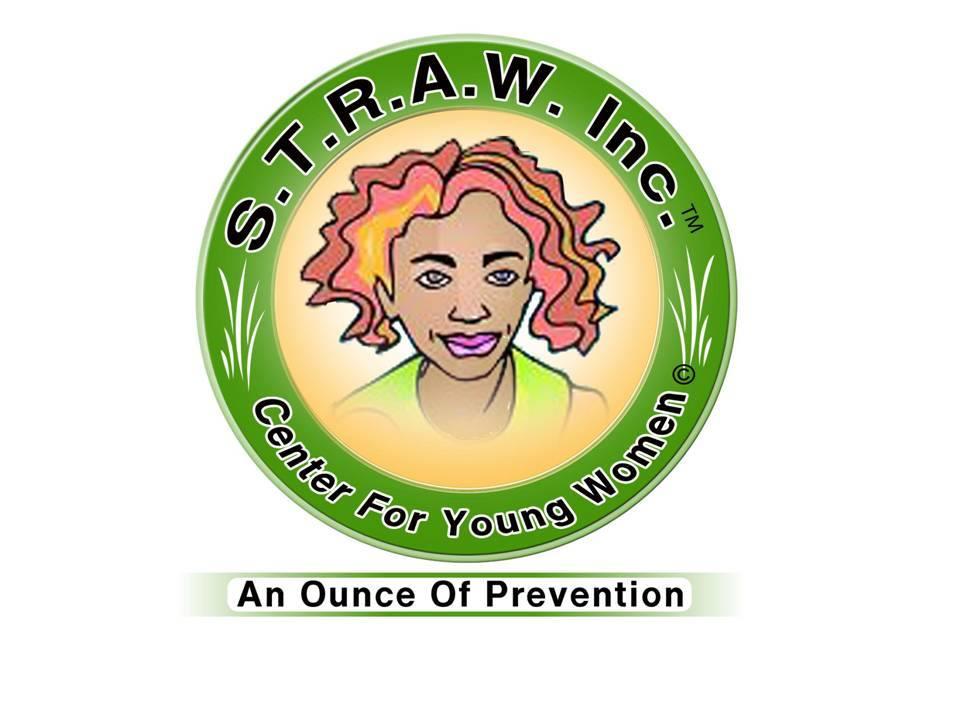 S.T.R.A.W. Inc.™
Center For Young Women ©
An Ounce Of Prevention